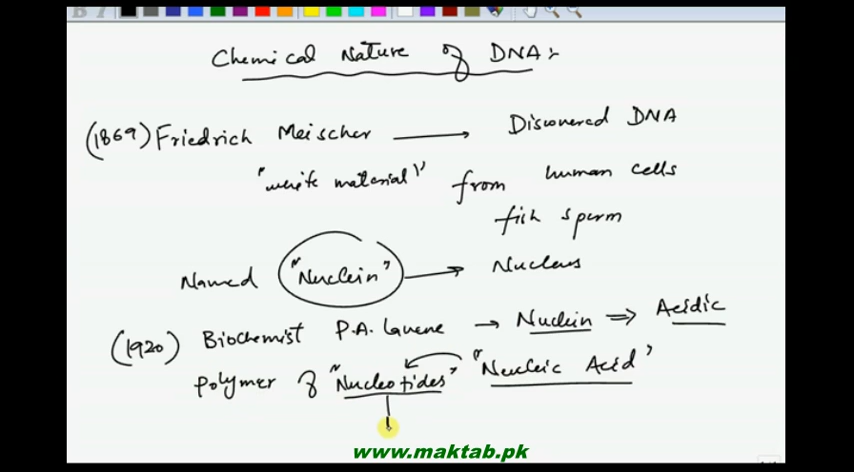 Chemical Nature of DNA:-
(1869) Friedrich Meischer → Discovered DNA
"white material" from human cells
fish sperm
Named "Nuclein" → Nucleus
(1920) Biochemist P.A. Lavene → Nuclein ⇒ Acidic
Polymer of "Nucleotides" "Nucleic Acid"
www.maktab.pk